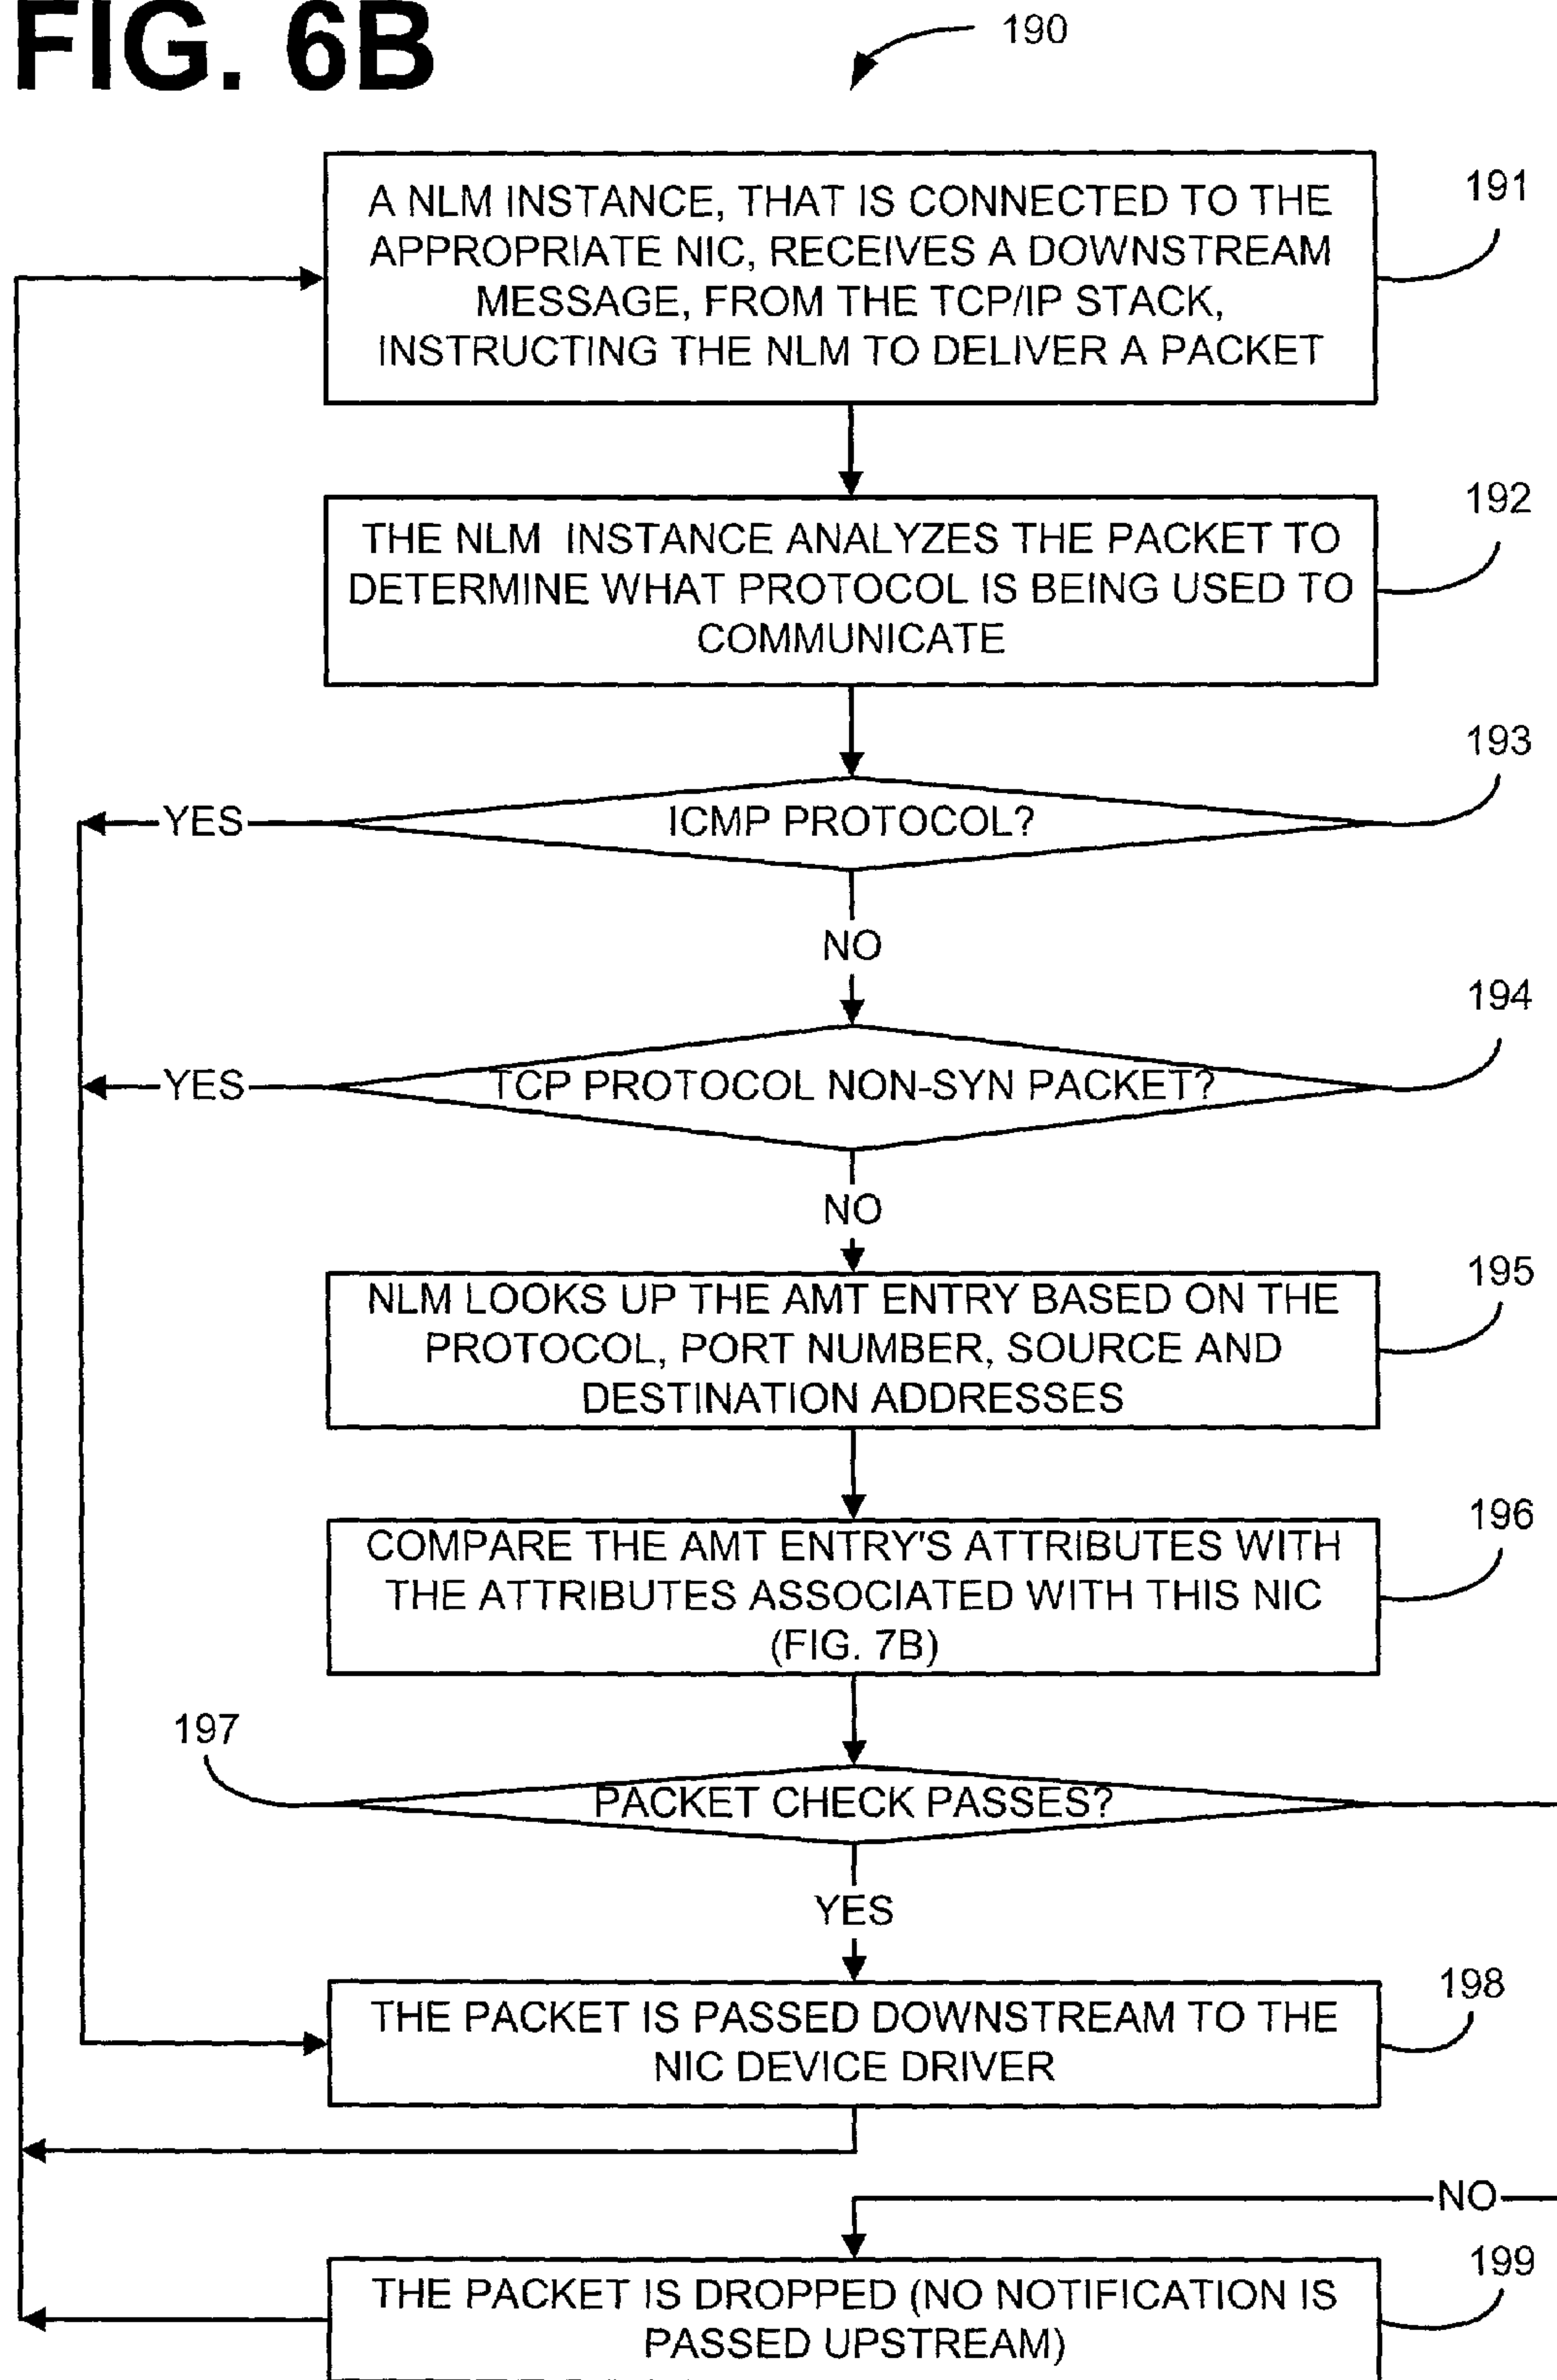 FIG. 6B
190
A NLM INSTANCE, THAT IS CONNECTED TO THE
APPROPRIATE NIC, RECEIVES A DOWNSTREAM
MESSAGE, FROM THE TCP/IP STACK,
INSTRUCTING THE NLM TO DELIVER A PACKET
191
THE NLM INSTANCE ANALYZES THE PACKET TO
DETERMINE WHAT PROTOCOL IS BEING USED TO
COMMUNICATE
192
193
YES
ICMP PROTOCOL?
NO
194
YES
TCP PROTOCOL NON-SYN PACKET?
NO
195
NLM LOOKS UP THE AMT ENTRY BASED ON THE
PROTOCOL, PORT NUMBER, SOURCE AND
DESTINATION ADDRESSES
196
COMPARE THE AMT ENTRY'S ATTRIBUTES WITH
THE ATTRIBUTES ASSOCIATED WITH THIS NIC
(FIG. 7B)
197
PACKET CHECK PASSES?
YES
198
THE PACKET IS PASSED DOWNSTREAM TO THE
NIC DEVICE DRIVER
NO
199
THE PACKET IS DROPPED (NO NOTIFICATION IS
PASSED UPSTREAM)